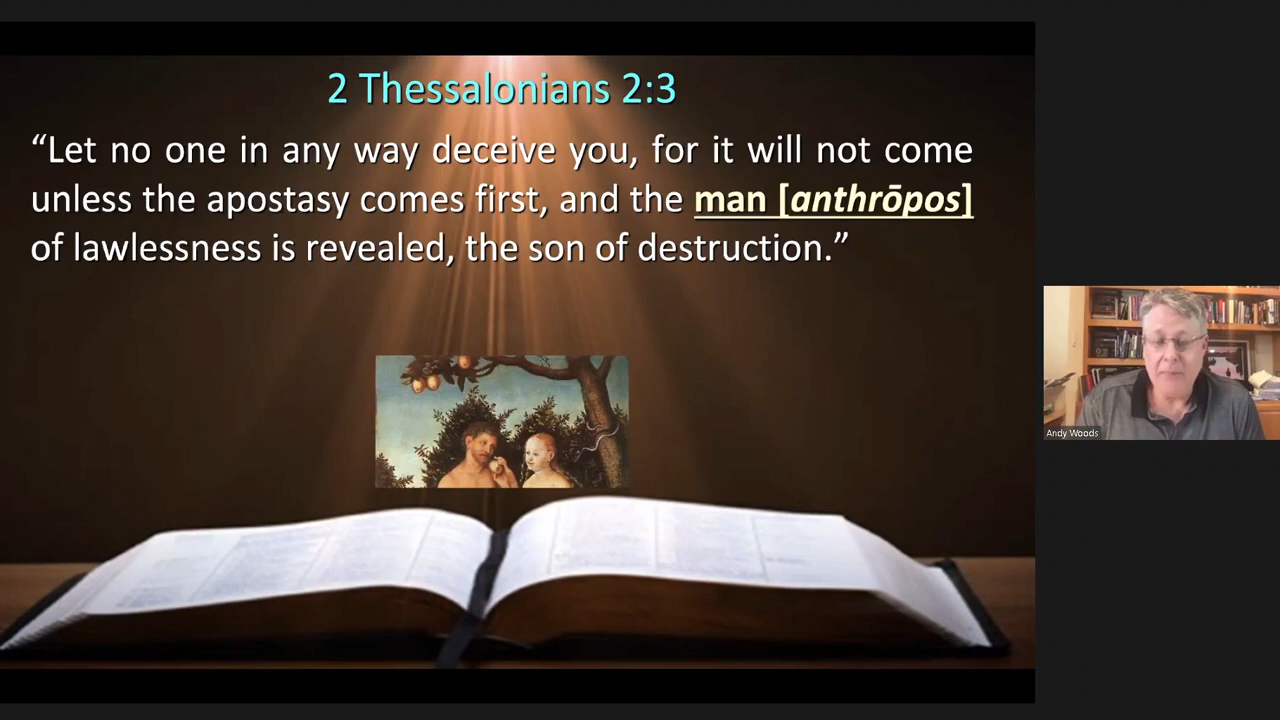 2 Thessalonians 2:3
“Let no one in any way deceive you, for it will not come
unless the apostasy comes first, and the man [anthrōpos]
of lawlessness is revealed, the son of destruction.”
Andy Woods